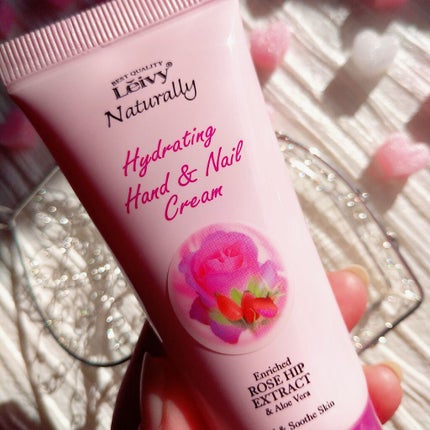 BEST QUALITY
Leivy®
Naturally
Hydrating
Hand & Nail
Cream
Enriched
ROSE HIP
EXTRACT
& Aloe Vera
& Soothe Skin